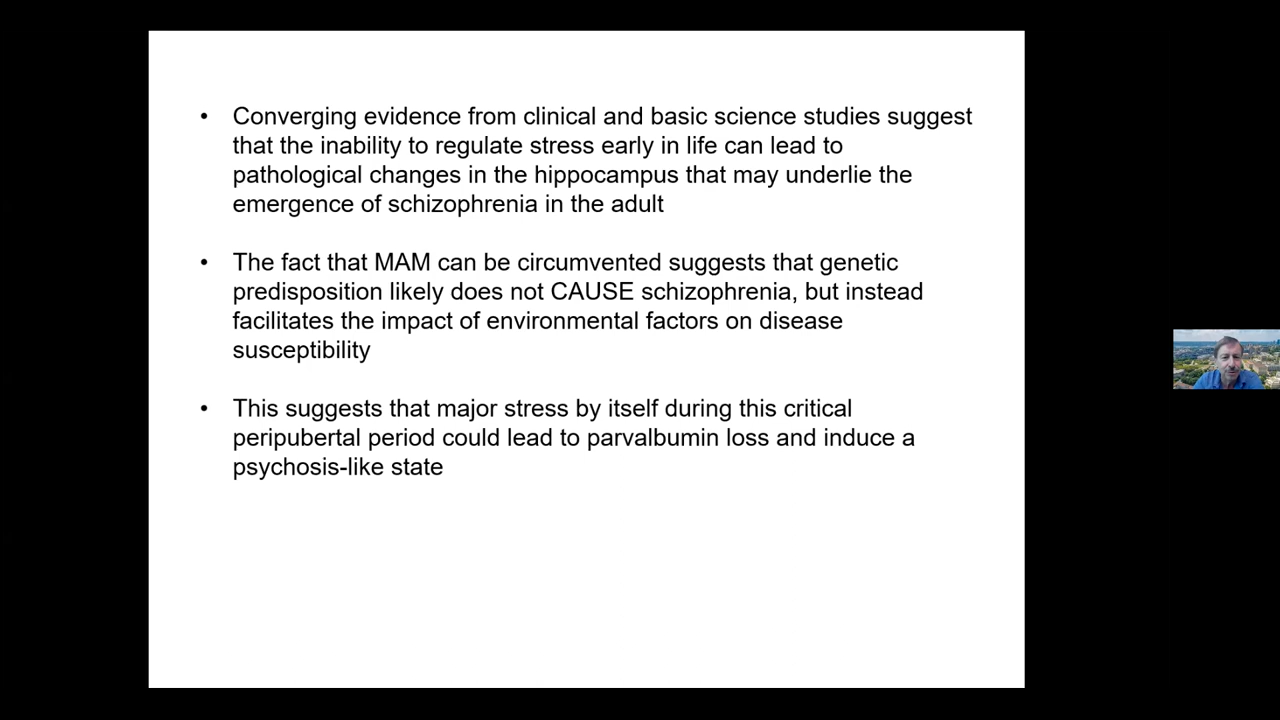 • Converging evidence from clinical and basic science studies suggest
that the inability to regulate stress early in life can lead to
pathological changes in the hippocampus that may underlie the
emergence of schizophrenia in the adult
• The fact that MAM can be circumvented suggests that genetic
predisposition likely does not CAUSE schizophrenia, but instead
facilitates the impact of environmental factors on disease
susceptibility
• This suggests that major stress by itself during this critical
peripubertal period could lead to parvalbumin loss and induce a
psychosis-like state